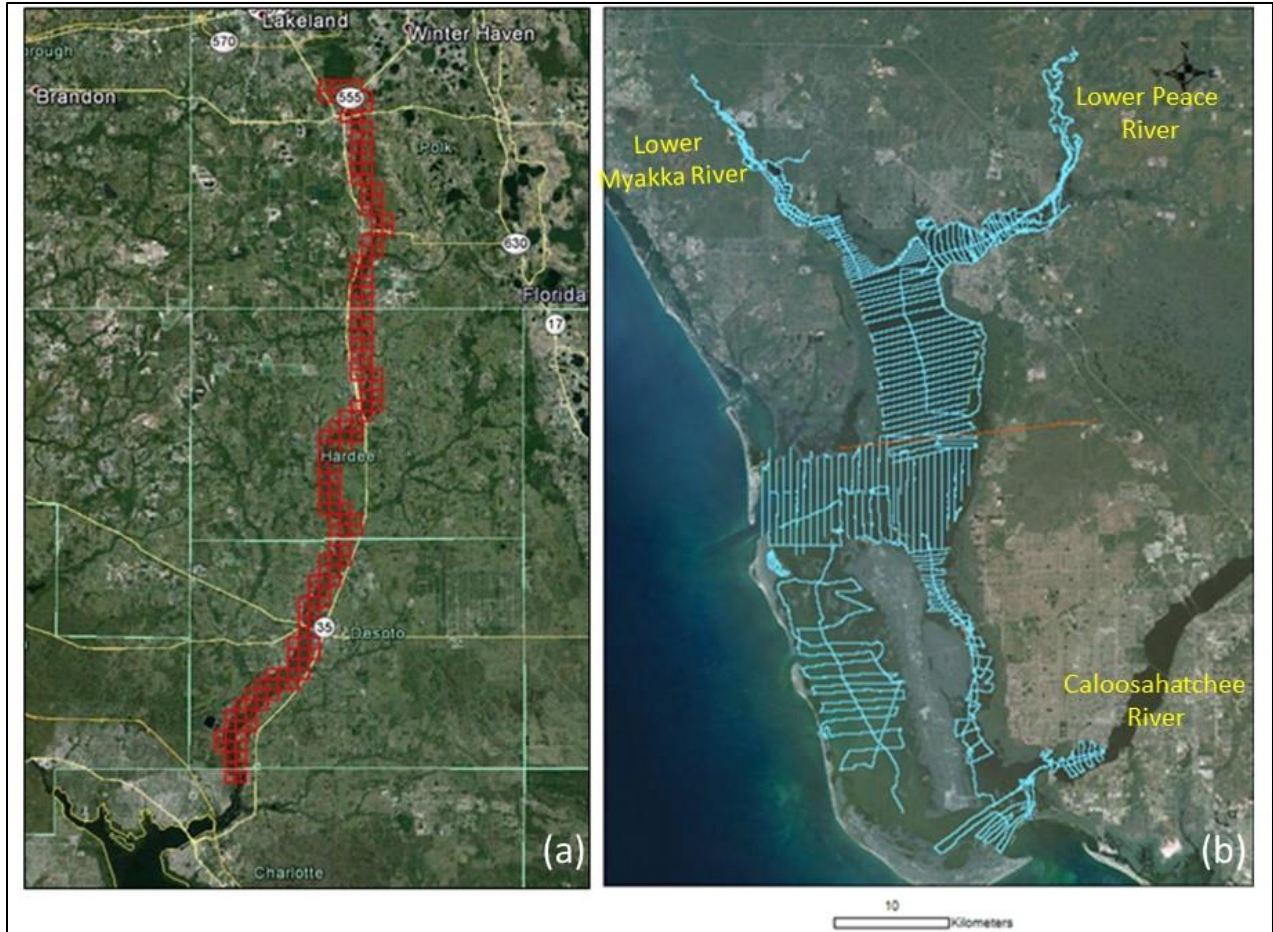 Lakeland
570
Winter Haven
orough
Brandon
555
Polk
630
Florida
17
Hardee
35
Desoto
Charlotte
(a)
N
Lower Peace
River
Lower
Myakka River
Caloosahatchee
River
(b)
10
Kilometers